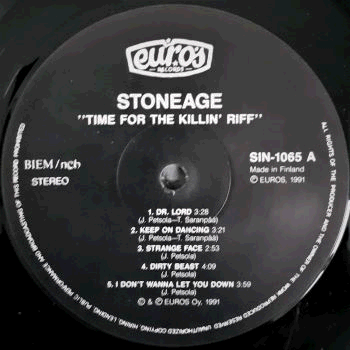 euros
RECORDS
STONEAGE
"TIME FOR THE KILLIN' RIFF"
BIEM/ncb
STEREO
SIN-1065 A
Made in Finland
Ⓟ EUROS, 1991
1. DR. LORD 3:28
(J. Petsola–T. Saranpää)
2. KEEP ON DANCING 3:21
(J. Petsola–T. Saranpää)
3. STRANGE FACE 2:53
(J. Petsola)
4. DIRTY BEAST 4:09
(J. Petsola)
5. I DON'T WANNA LET YOU DOWN 3:59
(J. Petsola)
© & Ⓟ EUROS Oy, 1991
ALL RIGHTS OF THE PRODUCER AND THE OWNER OF THE WORK REPRODUCED RESERVED
UNAUTHORIZED COPYING HIRING LENDING PUBLIC PERFORMANCE AND BROADCASTING OF THIS RECORD PROHIBITED